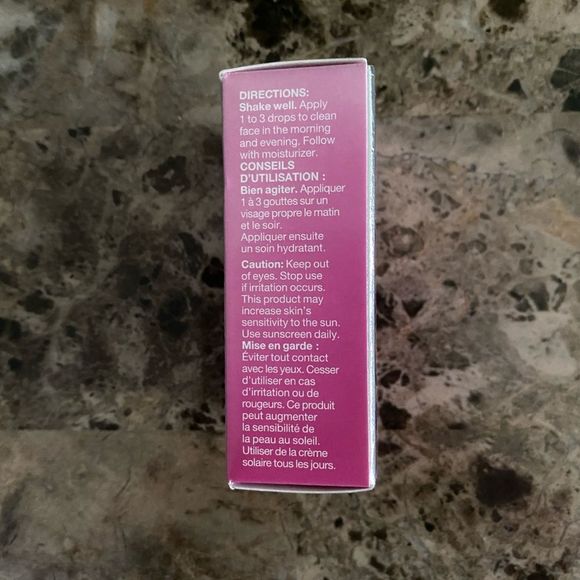 DIRECTIONS:
Shake well. Apply
1 to 3 drops to clean
face in the morning
and evening. Follow
with moisturizer.
CONSEILS
D'UTILISATION :
Bien agiter. Appliquer
1 à 3 gouttes sur un
visage propre le matin
et le soir.
Appliquer ensuite
un soin hydratant.
Caution: Keep out
of eyes. Stop use
if irritation occurs.
This product may
increase skin's
sensitivity to the sun.
Use sunscreen daily.
Mise en garde :
Éviter tout contact
avec les yeux. Cesser
d'utiliser en cas
d'irritation ou de
rougeurs. Ce produit
peut augmenter
la sensibilité de
la peau au soleil.
Utiliser de la crème
solaire tous les jours.